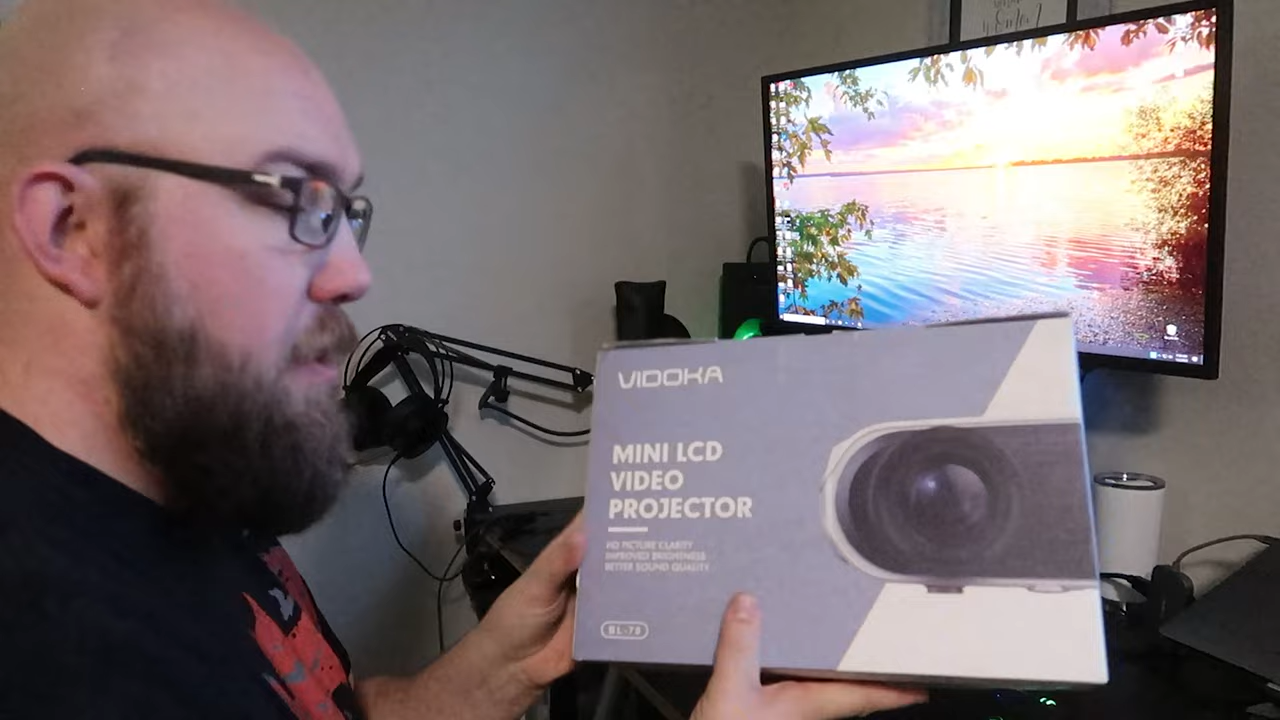 VIDOKA
MINI LCD
VIDEO
PROJECTOR
HD PICTURE CLARITY
IMPROVED BRIGHTNESS
BETTER SOUND QUALITY
BL-78